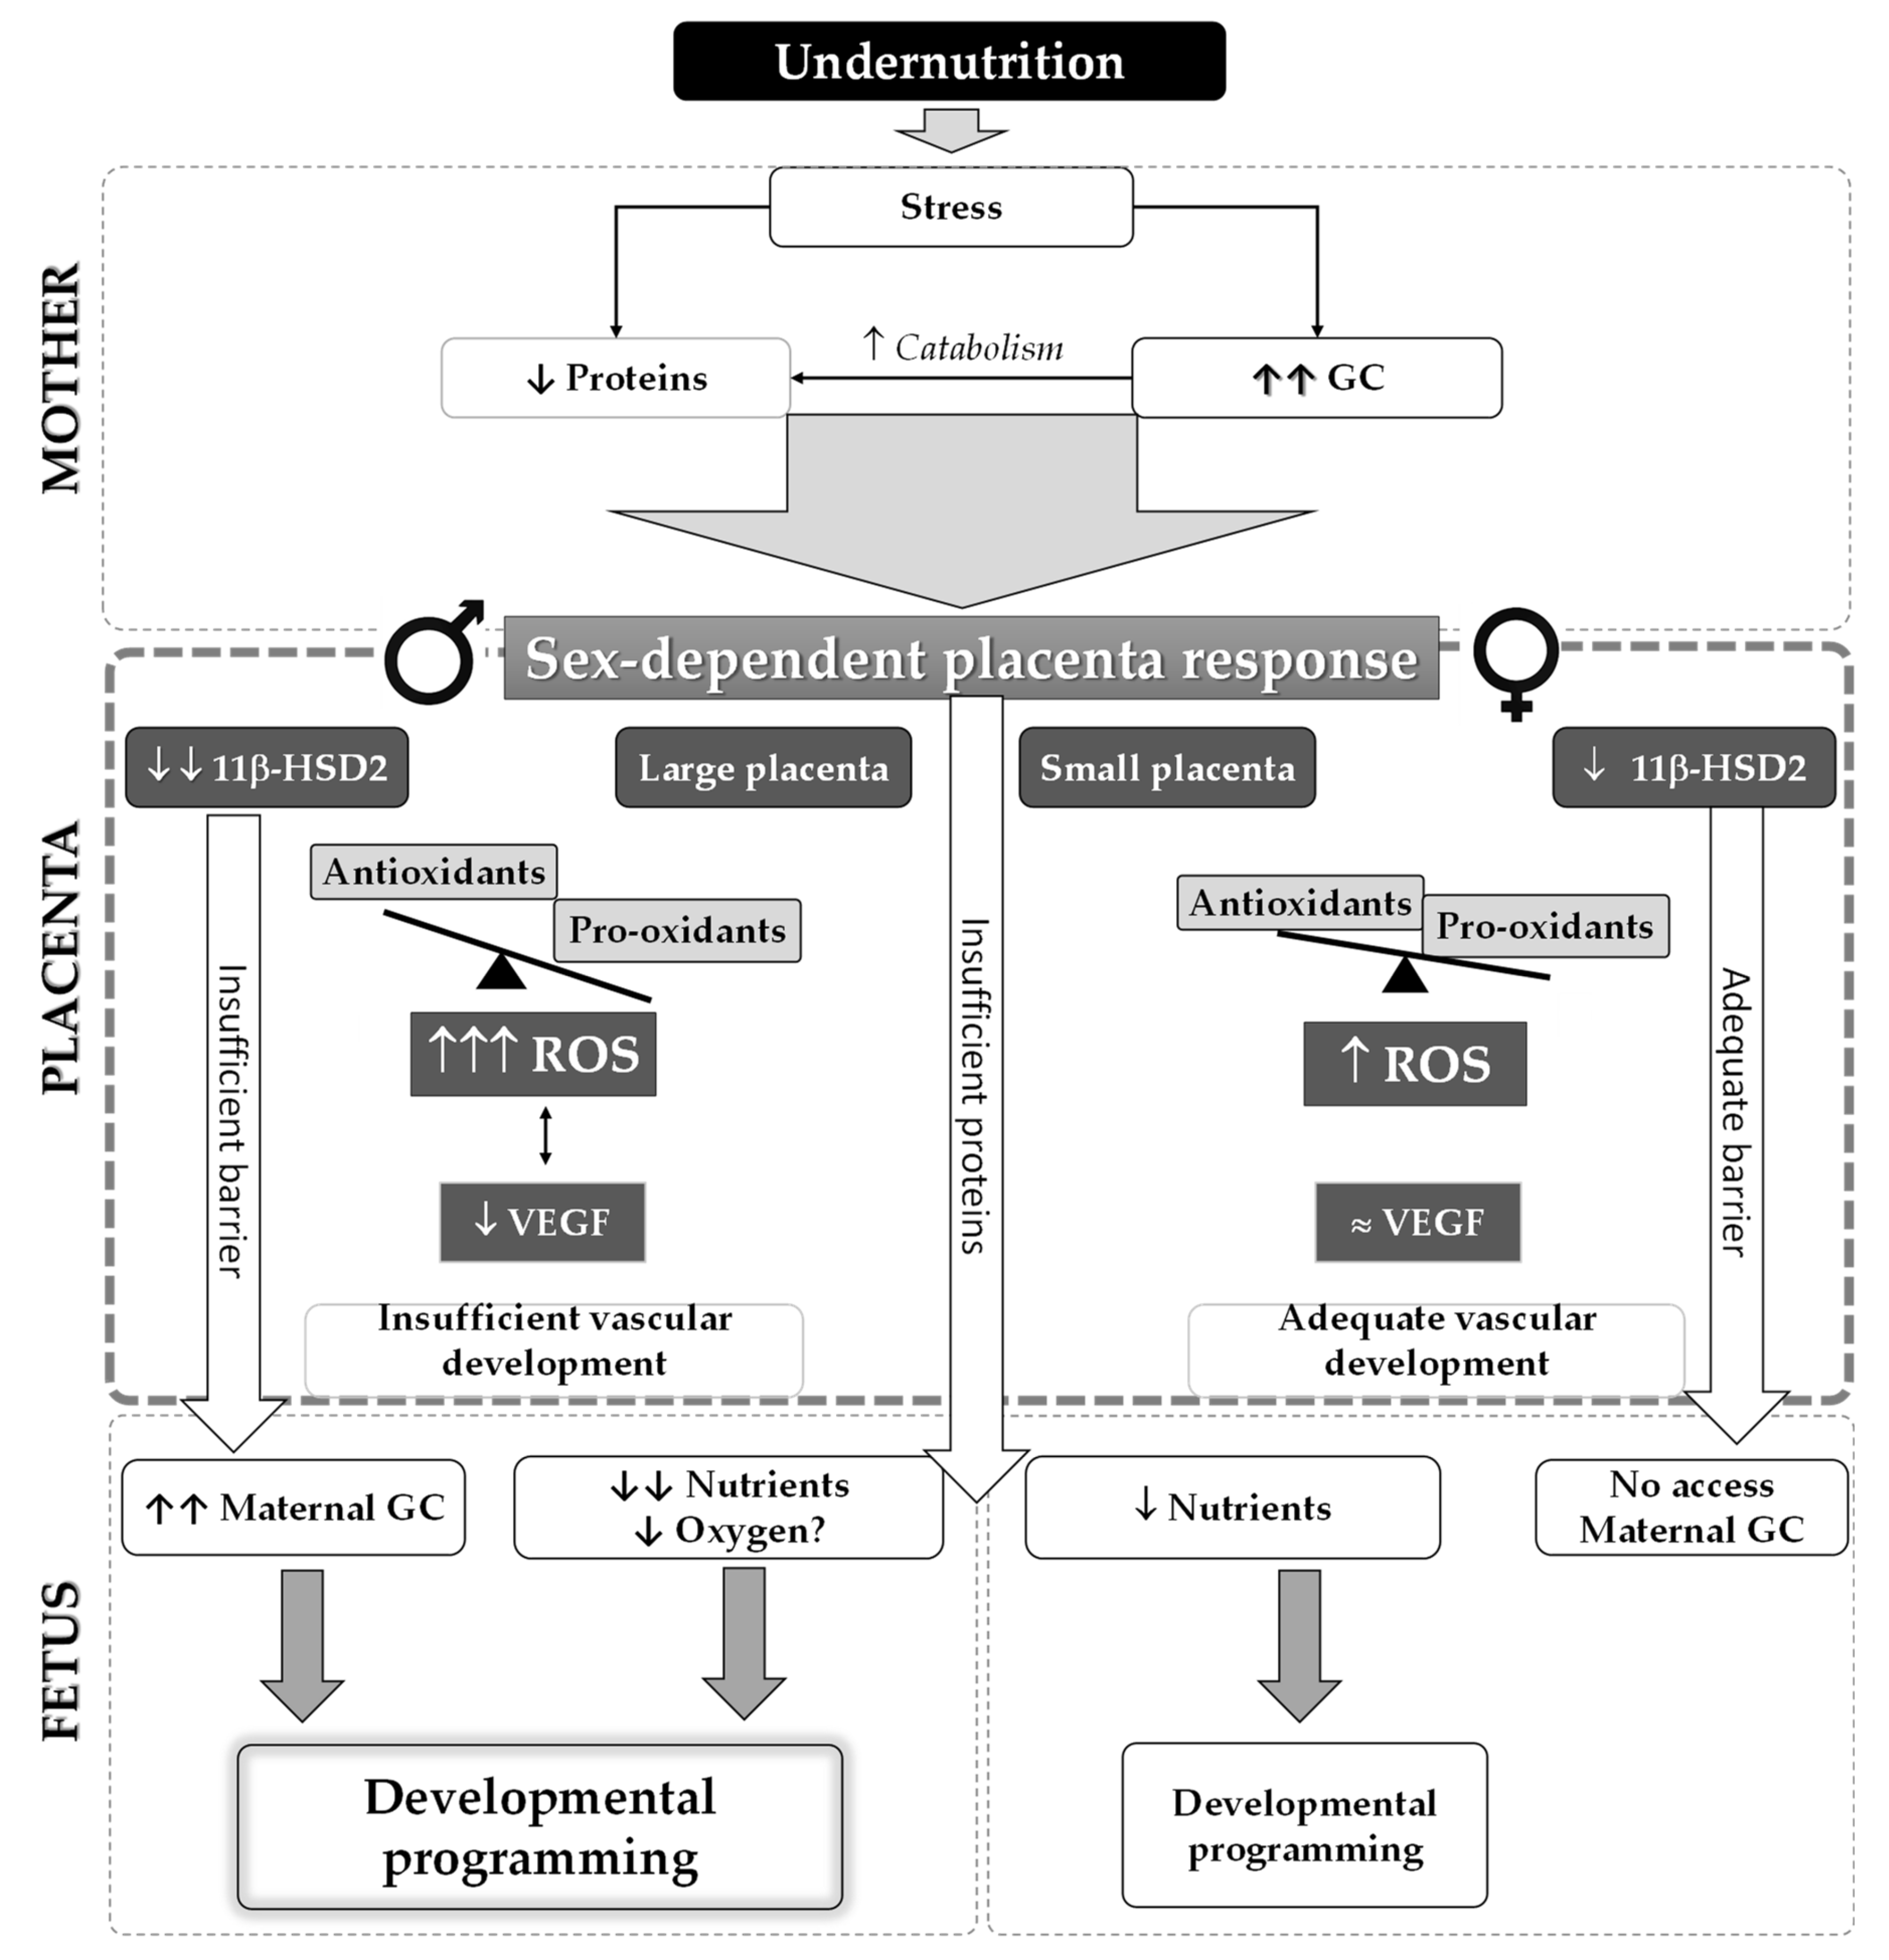 Undernutrition
MOTHER
Stress
↓ Proteins
↑ Catabolism
↑↑ GC
Sex-dependent placenta response
PLACENTA
↓↓ 11β-HSD2
Large placenta
Small placenta
↓ 11β-HSD2
Insufficient barrier
Antioxidants
Pro-oxidants
↑↑↑ ROS
↓ VEGF
Insufficient vascular
development
Insufficient proteins
Antioxidants
Pro-oxidants
↑ ROS
≈ VEGF
Adequate vascular
development
Adequate barrier
FETUS
↑↑ Maternal GC
↓↓ Nutrients
↓ Oxygen?
↓ Nutrients
No access
Maternal GC
Developmental
programming
Developmental
programming